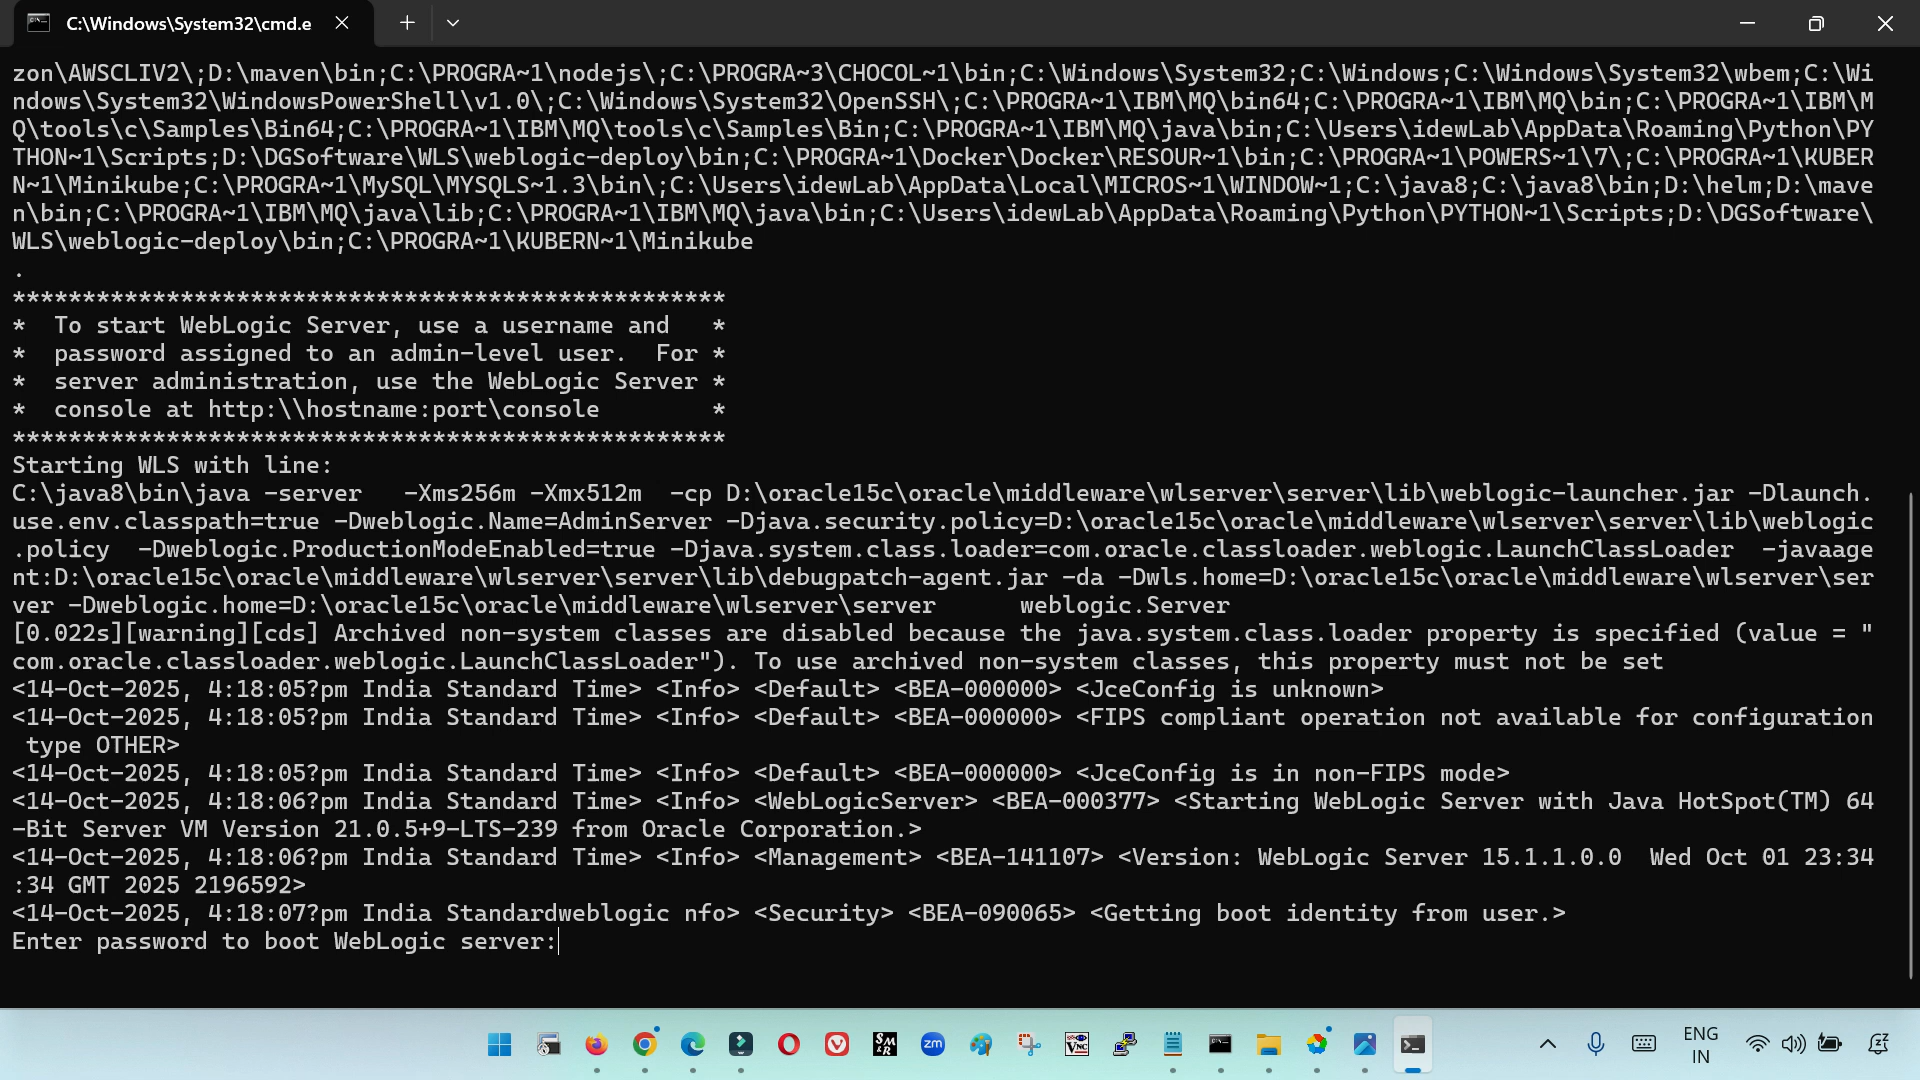 C:\Windows\System32\cmd.e
zon\AWSCLIV2\;D:\maven\bin;C:\PROGRA~1\nodejs\;C:\PROGRA~3\CHOCOL~1\bin;C:\Windows\System32;C:\Windows;C:\Windows\System32\wbem;C:\Wi
ndows\System32\WindowsPowerShell\v1.0\;C:\Windows\System32\OpenSSH\;C:\PROGRA~1\IBM\MQ\bin64;C:\PROGRA~1\IBM\MQ\bin;C:\PROGRA~1\IBM\M
Q\tools\c\Samples\Bin64;C:\PROGRA~1\IBM\MQ\tools\c\Samples\Bin;C:\PROGRA~1\IBM\MQ\java\bin;C:\Users\idewLab\AppData\Roaming\Python\PY
THON~1\Scripts;D:\DGSoftware\WLS\weblogic-deploy\bin;C:\PROGRA~1\Docker\Docker\RESOUR~1\bin;C:\PROGRA~1\POWERS~1\7\;C:\PROGRA~1\KUBER
N~1\Minikube;C:\PROGRA~1\MySQL\MYSQLS~1.3\bin\;C:\Users\idewLab\AppData\Local\MICROS~1\WINDOW~1;C:\java8;C:\java8\bin;D:\helm;D:\mave
n\bin;C:\PROGRA~1\IBM\MQ\java\lib;C:\PROGRA~1\IBM\MQ\java\bin;C:\Users\idewLab\AppData\Roaming\Python\PYTHON~1\Scripts;D:\DGSoftware\
WLS\weblogic-deploy\bin;C:\PROGRA~1\KUBERN~1\Minikube
.
***************************************************
*  To start WebLogic Server, use a username and   *
*  password assigned to an admin-level user.  For *
*  server administration, use the WebLogic Server *
*  console at http:\\hostname:port\console        *
***************************************************
Starting WLS with line:
C:\java8\bin\java -server   -Xms256m -Xmx512m  -cp D:\oracle15c\oracle\middleware\wlserver\server\lib\weblogic-launcher.jar -Dlaunch.
use.env.classpath=true -Dweblogic.Name=AdminServer -Djava.security.policy=D:\oracle15c\oracle\middleware\wlserver\server\lib\weblogic
.policy  -Dweblogic.ProductionModeEnabled=true -Djava.system.class.loader=com.oracle.classloader.weblogic.LaunchClassLoader  -javaage
nt:D:\oracle15c\oracle\middleware\wlserver\server\lib\debugpatch-agent.jar -da -Dwls.home=D:\oracle15c\oracle\middleware\wlserver\ser
ver -Dweblogic.home=D:\oracle15c\oracle\middleware\wlserver\server      weblogic.Server
[0.022s][warning][cds] Archived non-system classes are disabled because the java.system.class.loader property is specified (value = "
com.oracle.classloader.weblogic.LaunchClassLoader"). To use archived non-system classes, this property must not be set
<14-Oct-2025, 4:18:05?pm India Standard Time> <Info> <Default> <BEA-000000> <JceConfig is unknown>
<14-Oct-2025, 4:18:05?pm India Standard Time> <Info> <Default> <BEA-000000> <FIPS compliant operation not available for configuration
 type OTHER>
<14-Oct-2025, 4:18:05?pm India Standard Time> <Info> <Default> <BEA-000000> <JceConfig is in non-FIPS mode>
<14-Oct-2025, 4:18:06?pm India Standard Time> <Info> <WebLogicServer> <BEA-000377> <Starting WebLogic Server with Java HotSpot(TM) 64
-Bit Server VM Version 21.0.5+9-LTS-239 from Oracle Corporation.>
<14-Oct-2025, 4:18:06?pm India Standard Time> <Info> <Management> <BEA-141107> <Version: WebLogic Server 15.1.1.0.0  Wed Oct 01 23:34
:34 GMT 2025 2196592>
<14-Oct-2025, 4:18:07?pm India Standardweblogic nfo> <Security> <BEA-090065> <Getting boot identity from user.>
Enter password to boot WebLogic server:
SM
&R
zm
VNC
ENG
IN